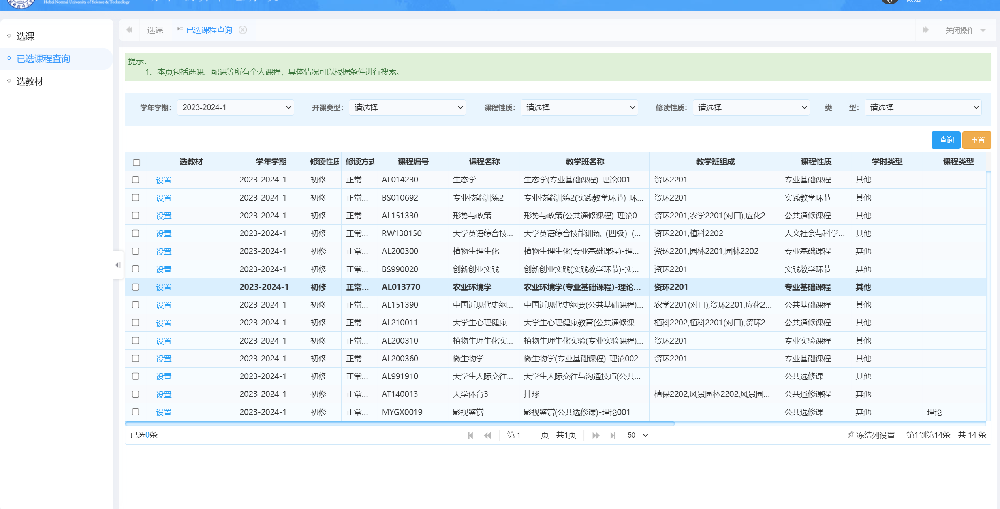 Hebei Normal University of Science & Technology
选课
已选课程查询
选教材
选课 已选课程查询
关闭操作
提示：
1、本页包括选课、配课等所有个人课程，具体情况可以根据条件进行搜索。
学年学期： 2023-2024-1 开课类型： 请选择 课程性质： 请选择 修读性质： 请选择 类 型： 请选择
查询 重置
选教材 学年学期 修读性质 修读方式 课程编号 课程名称 教学班名称 教学班组成 课程性质 学时类型 课程类型
设置 2023-2024-1 初修 正常... AL014230 生态学 生态学(专业基础课程)-理论001 资环2201 专业基础课程 其他
设置 2023-2024-1 初修 正常... BS010692 专业技能训练2 专业技能训练2(实践教学环节)-环... 资环2201 实践教学环节 其他
设置 2023-2024-1 初修 正常... AL151330 形势与政策 形势与政策(公共通修课程)-理论0... 资环2201,农学2201(对口),应化2... 公共通修课程 其他
设置 2023-2024-1 初修 正常... RW130150 大学英语综合技... 大学英语综合技能训练（四级）(... 资环2201,植科2202 人文社会与科学... 其他
设置 2023-2024-1 初修 正常... AL200300 植物生理生化 植物生理生化(专业基础课程)-理... 资环2201,园林2201,园林2202 专业基础课程 其他
设置 2023-2024-1 初修 正常... BS990020 创新创业实践 创新创业实践(实践教学环节)-实... 资环2201 实践教学环节 其他
设置 2023-2024-1 初修 正常... AL013770 农业环境学 农业环境学(专业基础课程)-理论... 资环2201 专业基础课程 其他
设置 2023-2024-1 初修 正常... AL151390 中国近现代史纲... 中国近现代史纲要(公共基础课程)... 农学2201(对口),资环2201,应化2... 公共基础课程 其他
设置 2023-2024-1 初修 正常... AL210011 大学生心理健康... 大学生心理健康教育(公共通修课... 植科2202,植科2201(对口),资环2... 公共通修课程 其他
设置 2023-2024-1 初修 正常... AL200310 植物生理生化实... 植物生理生化实验(专业实验课程)... 资环2201 专业实验课程 其他
设置 2023-2024-1 初修 正常... AL200360 微生物学 微生物学(专业基础课程)-理论002 资环2201 专业基础课程 其他
设置 2023-2024-1 初修 正常... AL991910 大学生人际交往... 大学生人际交往与沟通技巧(公共... 公共选修课 其他
设置 2023-2024-1 初修 正常... AT140013 大学体育3 排球 植保2202,风景园林2202,风景园... 公共通修课程 其他
设置 2023-2024-1 初修 正常... MYGX0019 影视鉴赏 影视鉴赏(公共选修课)-理论001 公共选修课 其他 理论
已选0条 第 1 页 共1页 50 冻结列设置 第1到第14条 共 14 条